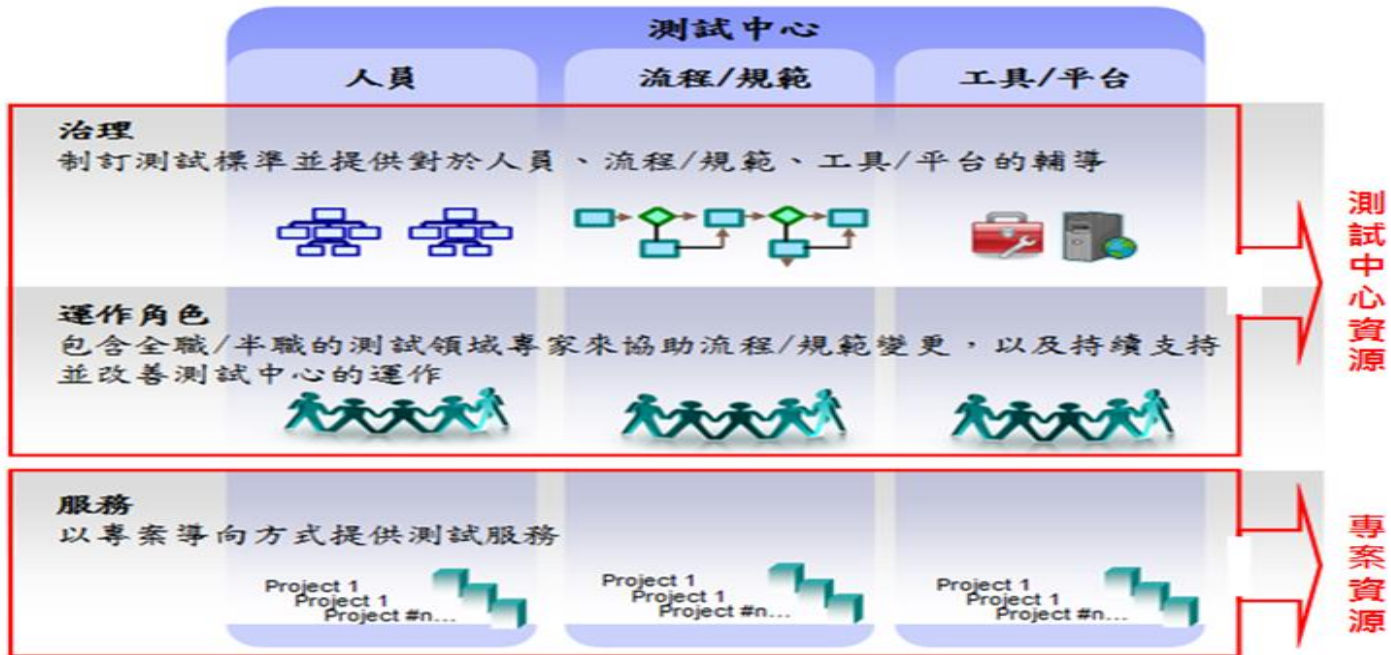 測試中心
人員
流程/規範
工具/平台
治理
制訂測試標準並提供對於人員、流程/規範、工具/平台的輔導
測試中心資源
運作角色
包含全職/半職的測試領域專家來協助流程/規範變更，以及持續支持
並改善測試中心的運作
服務
以專案導向方式提供測試服務
Project 1
Project 1
Project #n...
Project 1
Project 1
Project #n...
Project 1
Project 1
Project #n...
專案資源